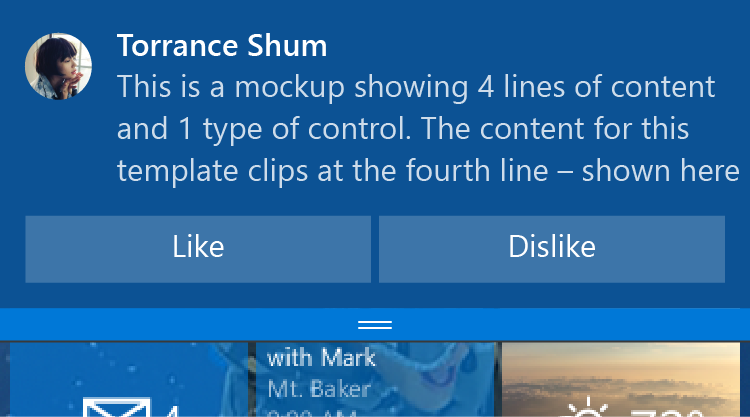 Torrance Shum
This is a mockup showing 4 lines of content
and 1 type of control. The content for this
template clips at the fourth line – shown here
Like
Dislike
with Mark
Mt. Baker